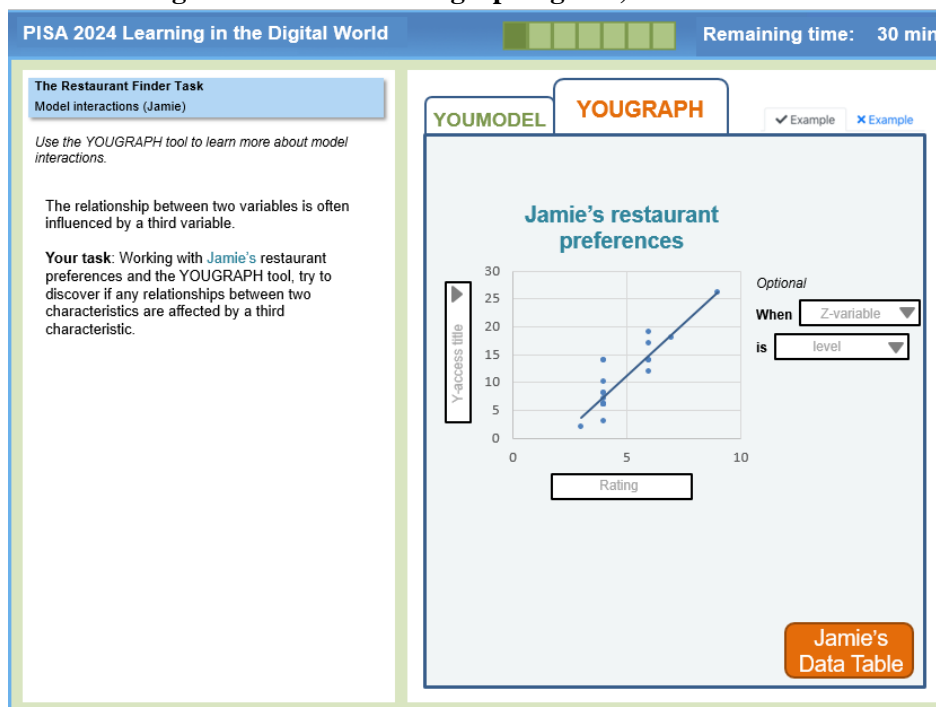 PISA 2024 Learning in the Digital World
Remaining time: 30 min
The Restaurant Finder Task
Model interactions (Jamie)
Use the YOUGRAPH tool to learn more about model
interactions.
The relationship between two variables is often
influenced by a third variable.
Your task: Working with Jamie's restaurant
preferences and the YOUGRAPH tool, try to
discover if any relationships between two
characteristics are affected by a third
characteristic.
YOUMODEL
YOUGRAPH
Example
Example
Jamie's restaurant
preferences
30
25
20
15
10
5
0
0
5
10
Y-access title
Rating
Optional
When Z-variable
is level
Jamie's
Data Table